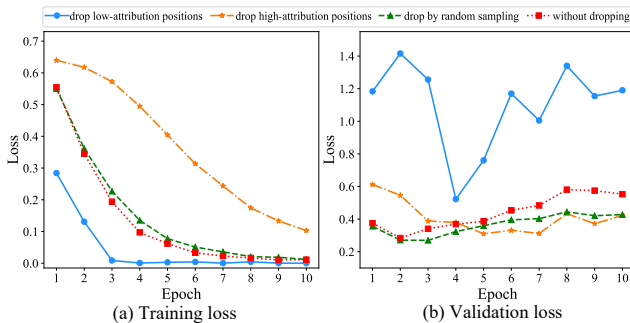 drop low-attribution positions drop high-attribution positions drop by random sampling without dropping
0.7
0.6
0.5
0.4
0.3
0.2
0.1
0.0
Loss
1 2 3 4 5 6 7 8 9 10
Epoch
(a) Training loss
1.4
1.2
1.0
0.8
0.6
0.4
0.2
Loss
1 2 3 4 5 6 7 8 9 10
Epoch
(b) Validation loss